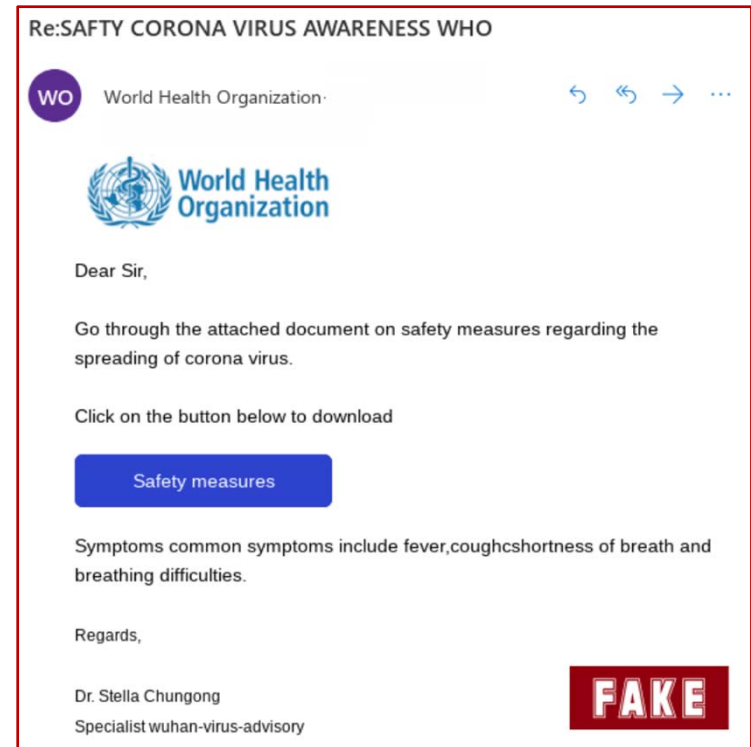 Re:SAFTY CORONA VIRUS AWARENESS WHO
WO
World Health Organization·
World Health
Organization
Dear Sir,
Go through the attached document on safety measures regarding the
spreading of corona virus.
Click on the button below to download
Safety measures
Symptoms common symptoms include fever,coughcshortness of breath and
breathing difficulties.
Regards,
Dr. Stella Chungong
Specialist wuhan-virus-advisory
FAKE